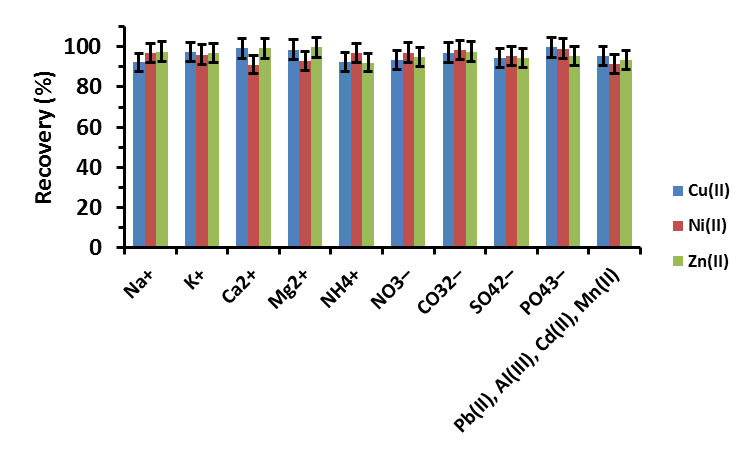 Recovery (%)
100
80
60
40
20
0
Na+
K+
Ca2+
Mg2+
NH4+
NO3–
CO32–
SO42–
PO43–
Pb(II), Al(III), Cd(II), Mn(II)
Cu(II)
Ni(II)
Zn(II)